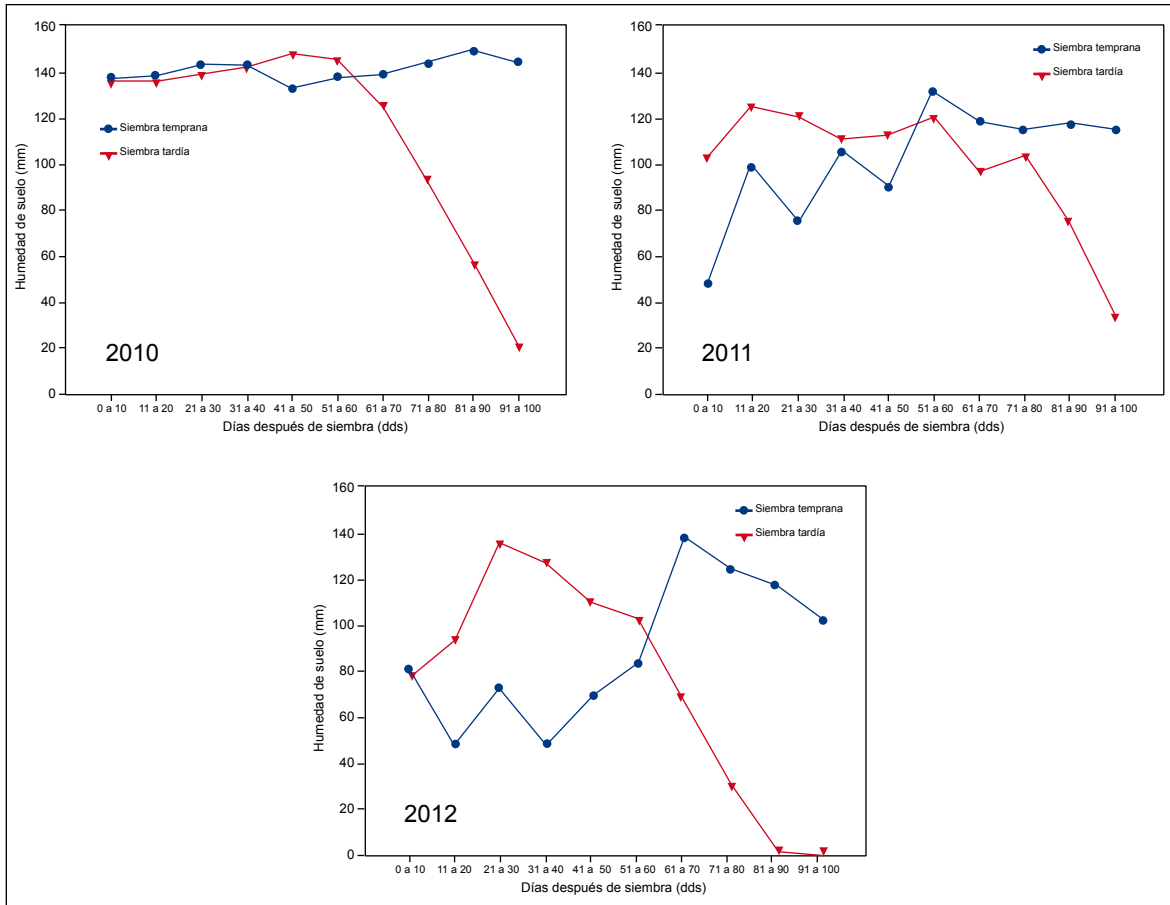 Humedad de suelo (mm)
160
140
120
100
80
60
40
20
0
Siembra temprana
Siembra tardía
2010
0 a 10 11 a 20 21 a 30 31 a 40 41 a 50 51 a 60 61 a 70 71 a 80 81 a 90 91 a 100
Días después de siembra (dds)
Humedad de suelo (mm)
160
140
120
100
80
60
40
20
0
Siembra temprana
Siembra tardía
2011
0 a 10 11 a 20 21 a 30 31 a 40 41 a 50 51 a 60 61 a 70 71 a 80 81 a 90 91 a 100
Días después de siembra (dds)
Humedad de suelo (mm)
160
140
120
100
80
60
40
20
0
Siembra temprana
Siembra tardía
2012
0 a 10 11 a 20 21 a 30 31 a 40 41 a 50 51 a 60 61 a 70 71 a 80 81 a 90 91 a 100
Días después de siembra (dds)